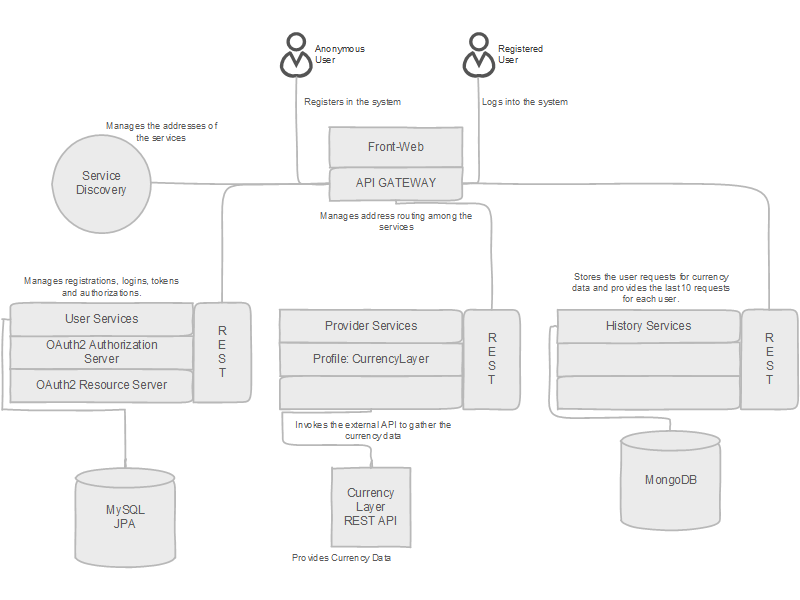 Anonymous
User
Registered
User
Registers in the system
Logs into the system
Manages the addresses of
the services
Front-Web
Service
Discovery
API GATEWAY
Manages address routing among the
services
Manages registrations, logins, tokens
and authorizations.
Stores the user requests for currency
data and provides the last 10 requests
for each user.
User Services
OAuth2 Authorization
Server
OAuth2 Resource Server
R
E
S
T
Provider Services
Profile: CurrencyLayer
R
E
S
T
History Services
R
E
S
T
Invokes the external API to gather the
currency data
MySQL
JPA
Currency
Layer
REST API
MongoDB
Provides Currency Data